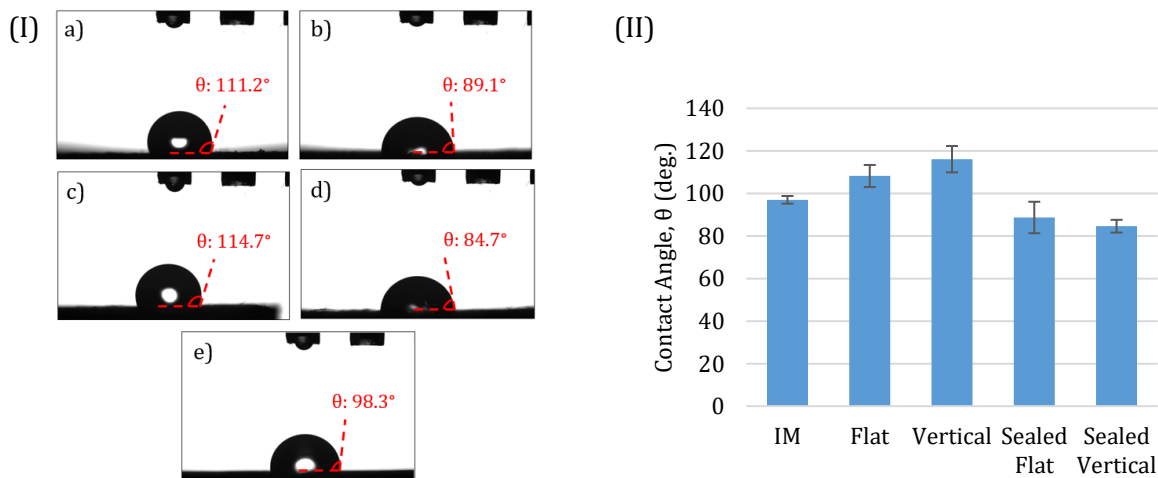 (I)
a)
θ: 111.2°
b)
θ: 89.1°
c)
θ: 114.7°
d)
θ: 84.7°
e)
θ: 98.3°
(II)
Contact Angle, θ (deg.)
140
120
100
80
60
40
20
0
IM Flat Vertical Sealed Sealed
Flat Vertical